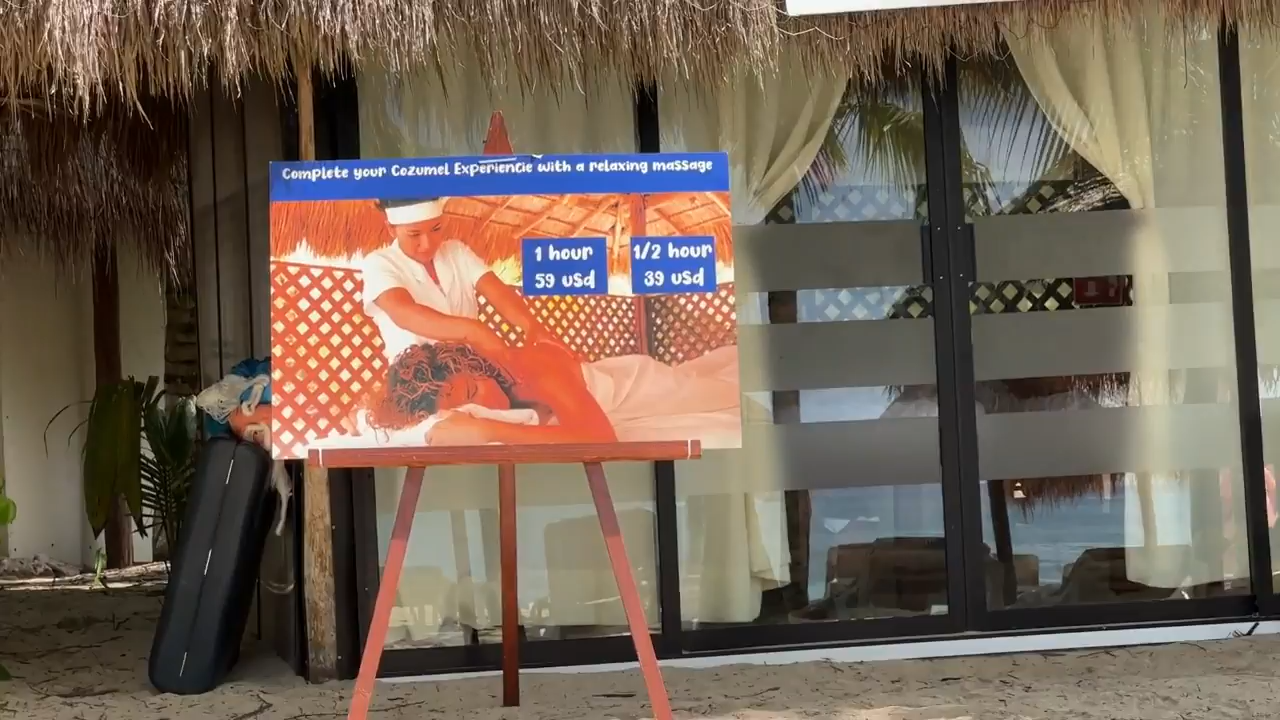 Complete your Cozumel Experiencie with a relaxing massage
1 hour
59 usd
1/2 hour
39 usd